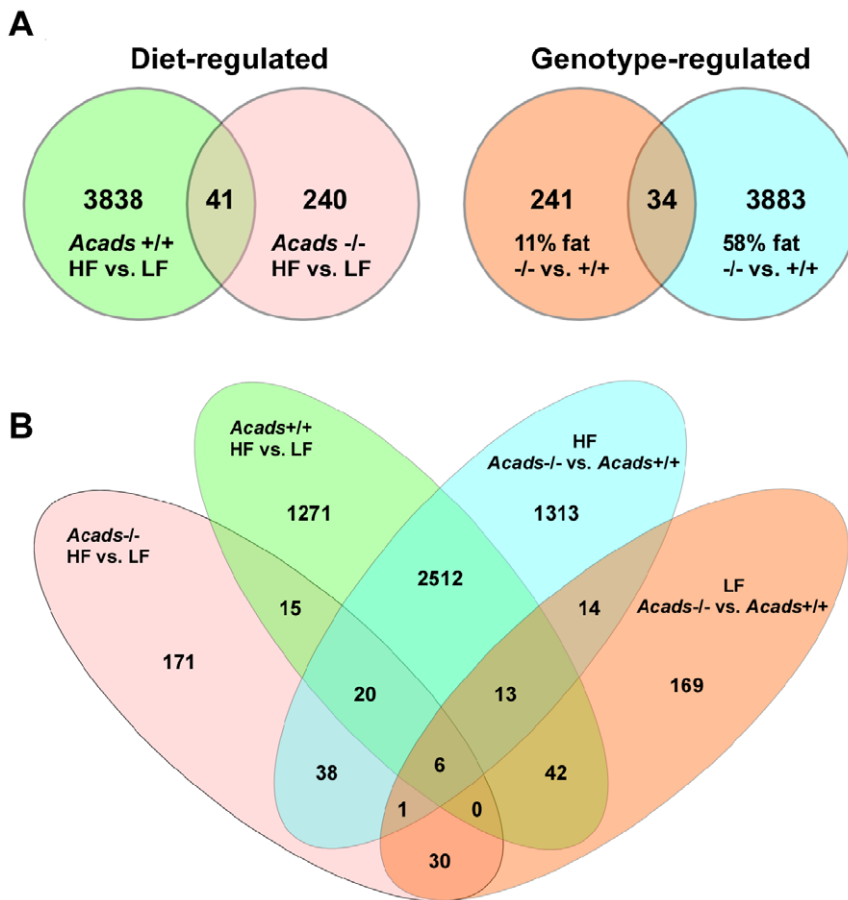 A
Diet-regulated
Genotype-regulated
3838
41
240
241
34
3883
Acads +/+
HF vs. LF
Acads -/-
HF vs. LF
11% fat
-/- vs. +/+
58% fat
-/- vs. +/+
B
Acads+/+
HF vs. LF
HF
Acads-/- vs. Acads+/+
1271
1313
Acads-/-
HF vs. LF
2512
LF
Acads-/- vs. Acads+/+
15
14
171
169
20
13
38
6
42
1
0
30